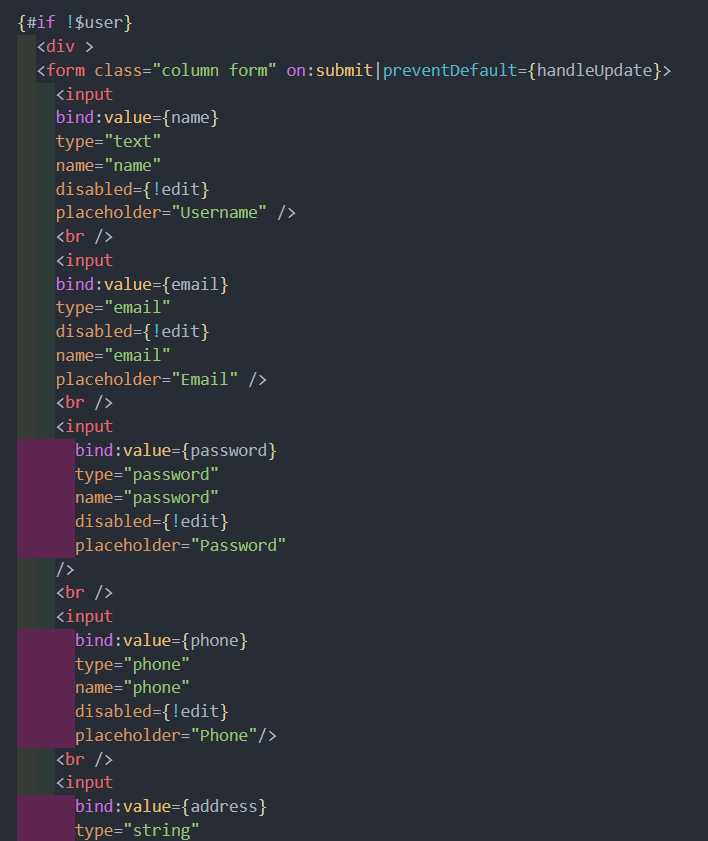 {#if !$user}
<div >
<form class="column form" on:submit|preventDefault={handleUpdate}>
<input
bind:value={name}
type="text"
name="name"
disabled={!edit}
placeholder="Username" />
<br />
<input
bind:value={email}
type="email"
disabled={!edit}
name="email"
placeholder="Email" />
<br />
<input
bind:value={password}
type="password"
name="password"
disabled={!edit}
placeholder="Password"
/>
<br />
<input
bind:value={phone}
type="phone"
name="phone"
disabled={!edit}
placeholder="Phone"/>
<br />
<input
bind:value={address}
type="string"